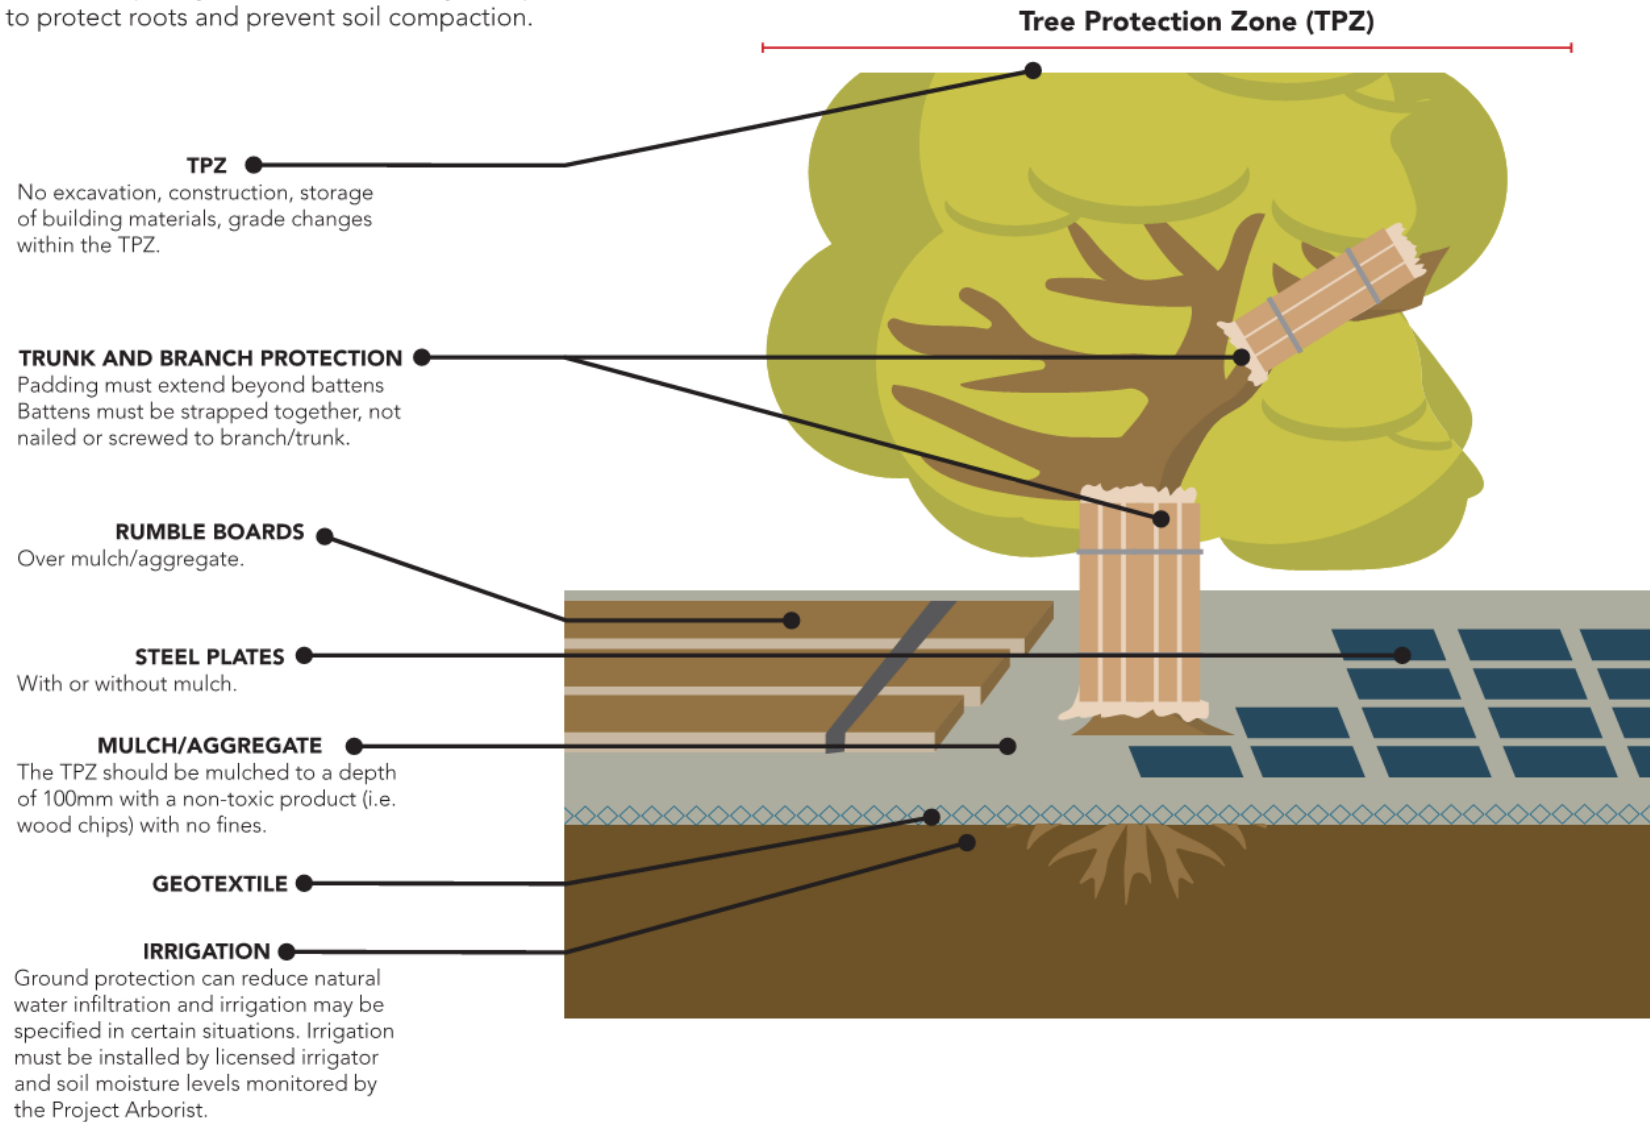 to protect roots and prevent soil compaction.
Tree Protection Zone (TPZ)
TPZ
No excavation, construction, storage
of building materials, grade changes
within the TPZ.
TRUNK AND BRANCH PROTECTION
Padding must extend beyond battens
Battens must be strapped together, not
nailed or screwed to branch/trunk.
RUMBLE BOARDS
Over mulch/aggregate.
STEEL PLATES
With or without mulch.
MULCH/AGGREGATE
The TPZ should be mulched to a depth
of 100mm with a non-toxic product (i.e.
wood chips) with no fines.
GEOTEXTILE
IRRIGATION
Ground protection can reduce natural
water infiltration and irrigation may be
specified in certain situations. Irrigation
must be installed by licensed irrigator
and soil moisture levels monitored by
the Project Arborist.